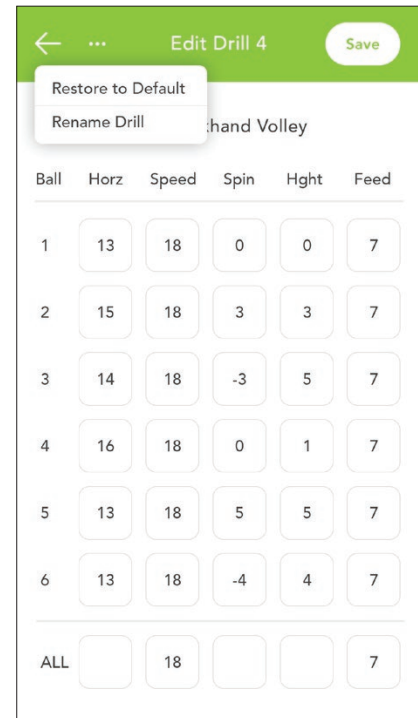 ... Edit Drill 4 Save
Restore to Default
Rename Drill
hand Volley
Ball Horz Speed Spin Hght Feed
1 13 18 0 0 7
2 15 18 3 3 7
3 14 18 -3 5 7
4 16 18 0 1 7
5 13 18 5 5 7
6 13 18 -4 4 7
ALL 18 7